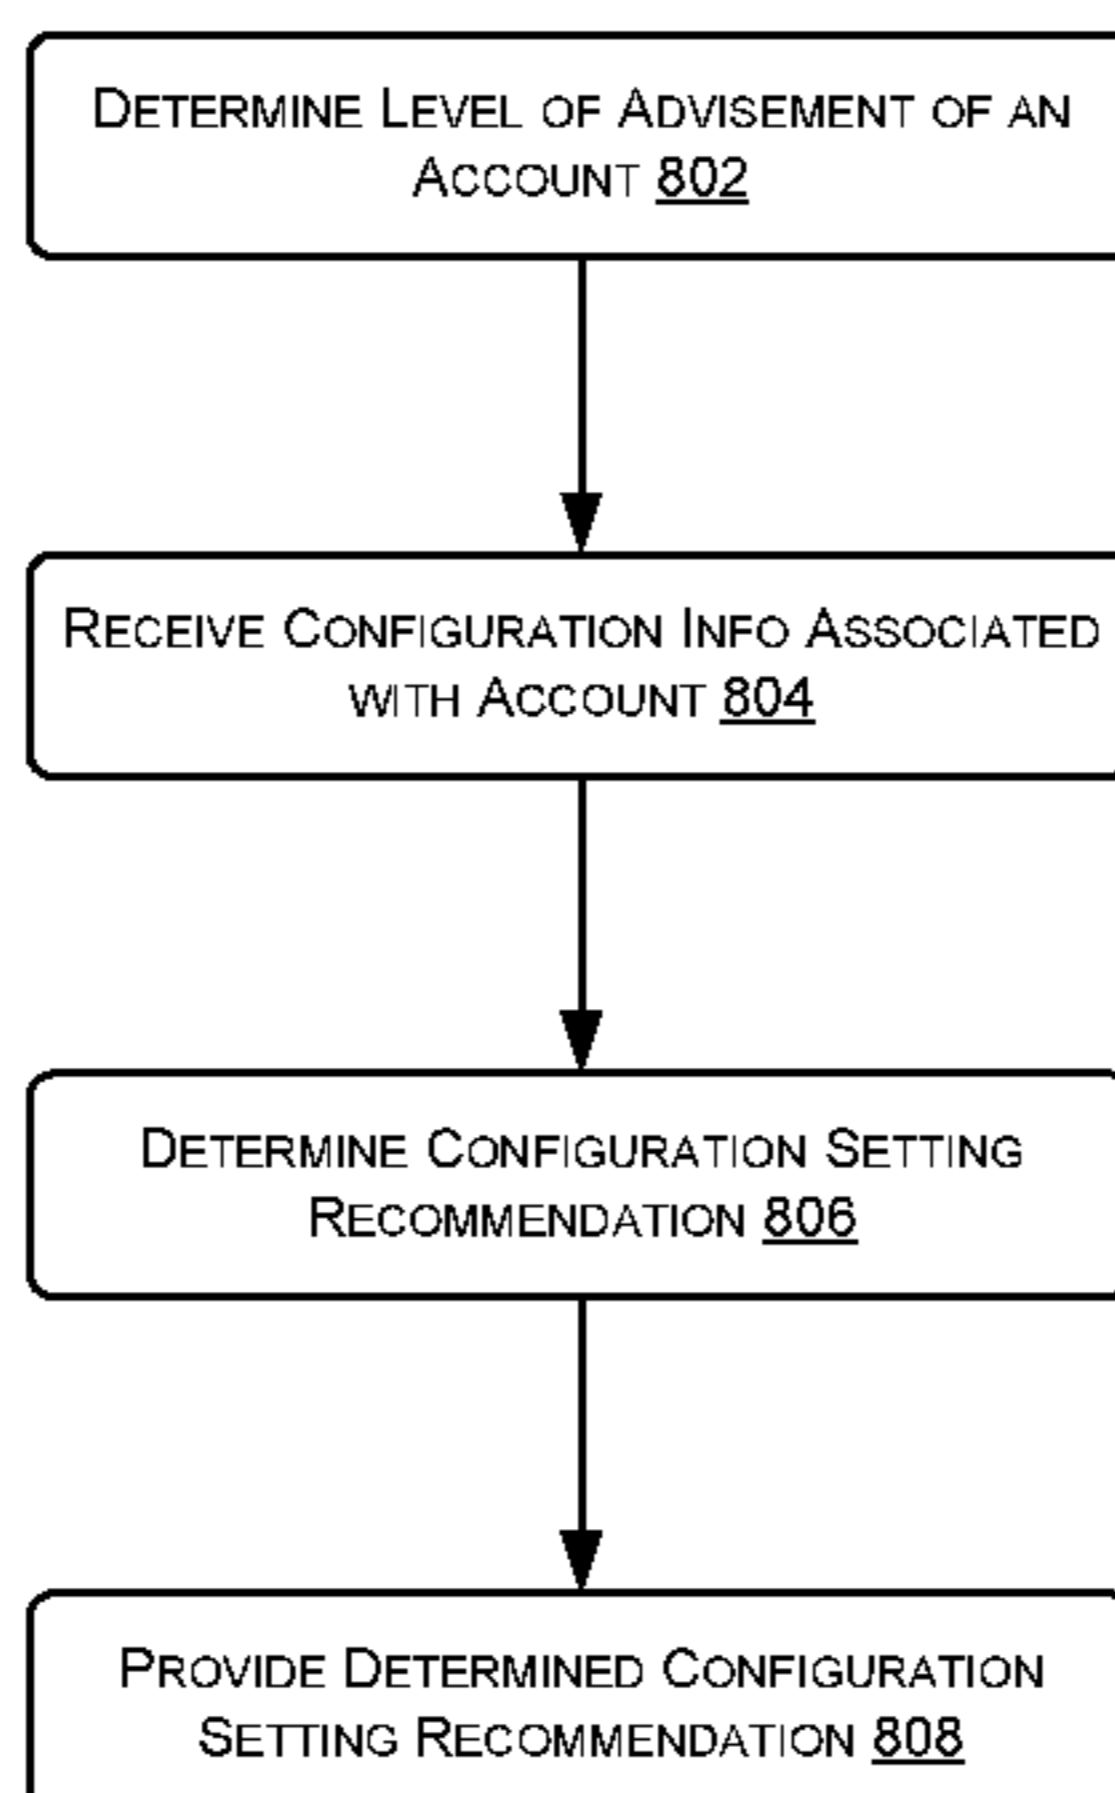 DETERMINE LEVEL OF ADVISEMENT OF AN
ACCOUNT 802
RECEIVE CONFIGURATION INFO ASSOCIATED
WITH ACCOUNT 804
DETERMINE CONFIGURATION SETTING
RECOMMENDATION 806
PROVIDE DETERMINED CONFIGURATION
SETTING RECOMMENDATION 808